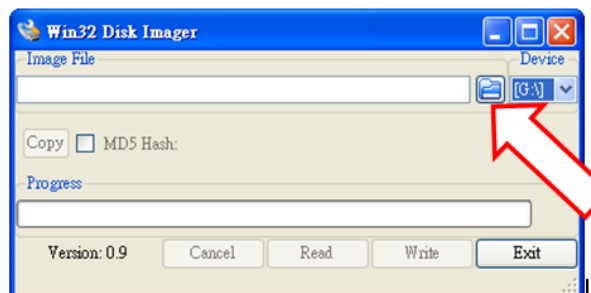 Win32 Disk Imager
Image File
Device
[G:\]
Copy
MD5 Hash:
Progress
Version: 0.9
Cancel
Read
Write
Exit